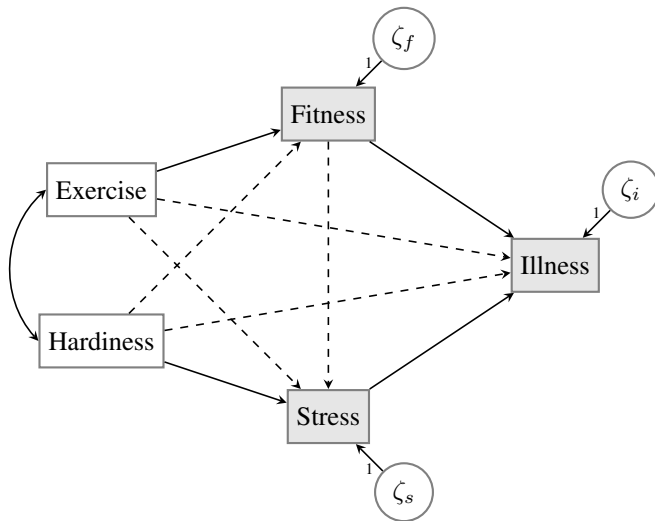 ζf
1
Fitness
Exercise
ζi
1
Illness
Hardiness
Stress
1
ζs